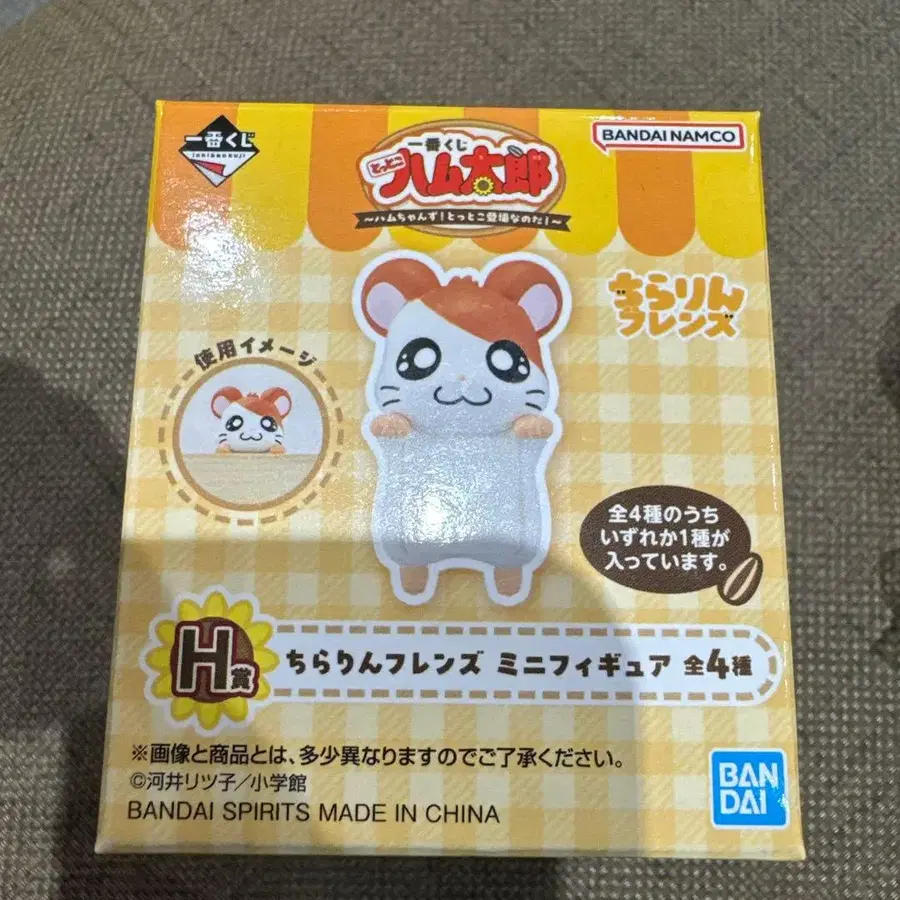 一番くじ
ichibankuji
一番くじ
とっとこ
ハム太郎
～ハムちゃんず!とっとこ登場なのだ!～
BANDAI NAMCO
ちらりん
フレンズ
使用イメージ
全4種のうち
いずれか1種が
入っています。
H賞
ちらりんフレンズ ミニフィギュア 全4種
※画像と商品とは、多少異なりますのでご了承ください。
©河井リツ子/小学館
BANDAI SPIRITS MADE IN CHINA
BAN
DAI